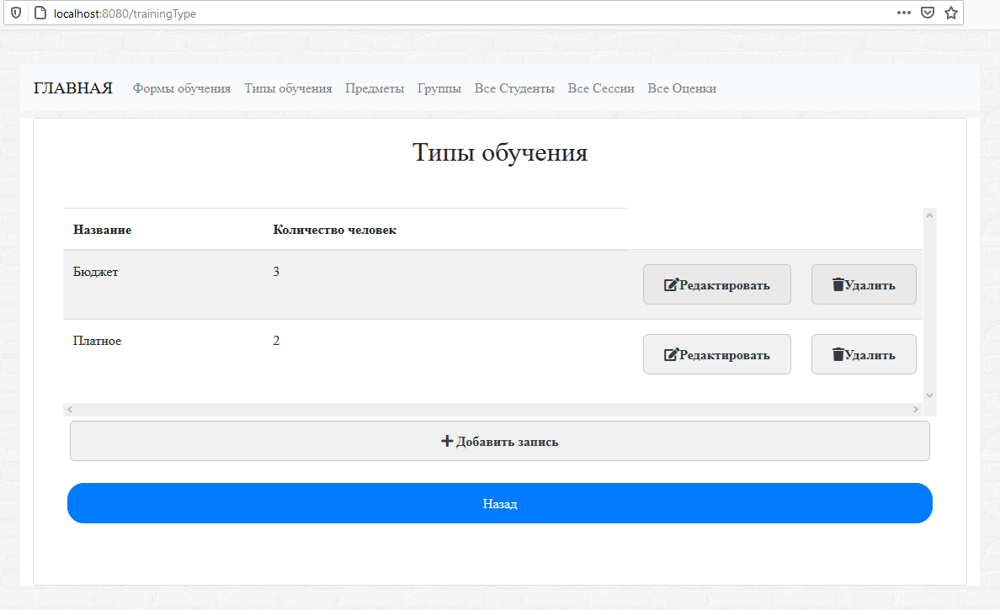 localhost:8080/trainingType
ГЛАВНАЯ Формы обучения Типы обучения Предметы Группы Все Студенты Все Сессии Все Оценки
Типы обучения
Название Количество человек
Бюджет 3 Редактировать Удалить
Платное 2 Редактировать Удалить
Добавить запись
Назад